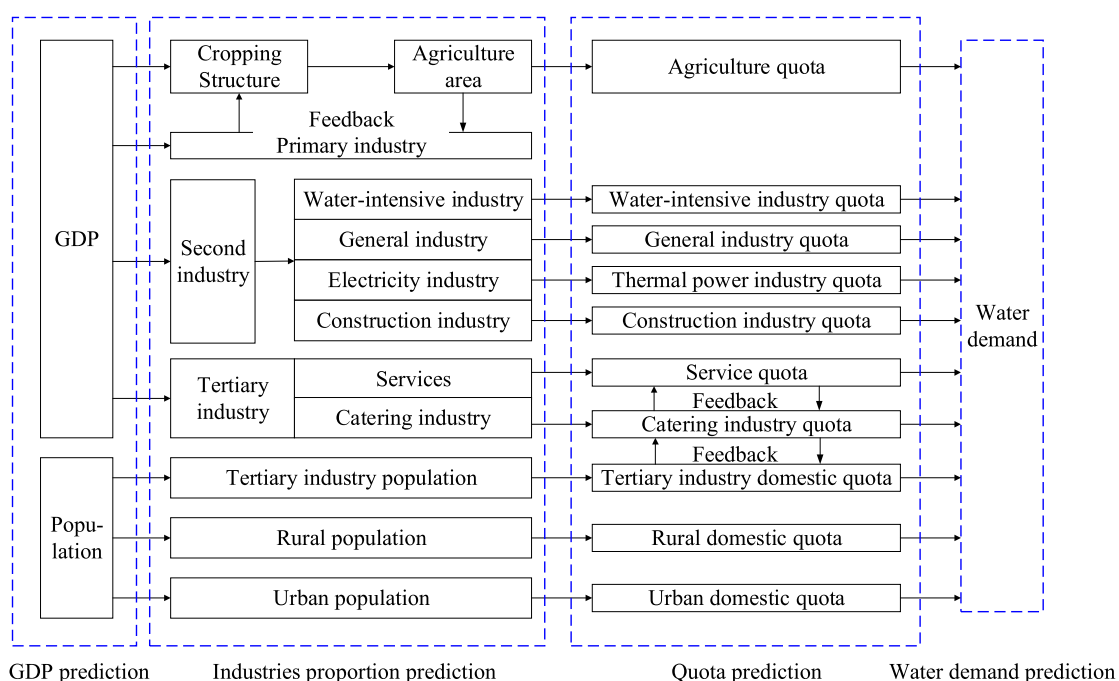 GDP
Popu-
lation
Cropping
Structure
Agriculture
area
Feedback
Primary industry
Second
industry
Water-intensive industry
General industry
Electricity industry
Construction industry
Tertiary
industry
Services
Catering industry
Tertiary industry population
Rural population
Urban population
Agriculture quota
Water-intensive industry quota
General industry quota
Thermal power industry quota
Construction industry quota
Service quota
Feedback
Catering industry quota
Feedback
Tertiary industry domestic quota
Rural domestic quota
Urban domestic quota
Water
demand
GDP prediction
Industries proportion prediction
Quota prediction
Water demand prediction